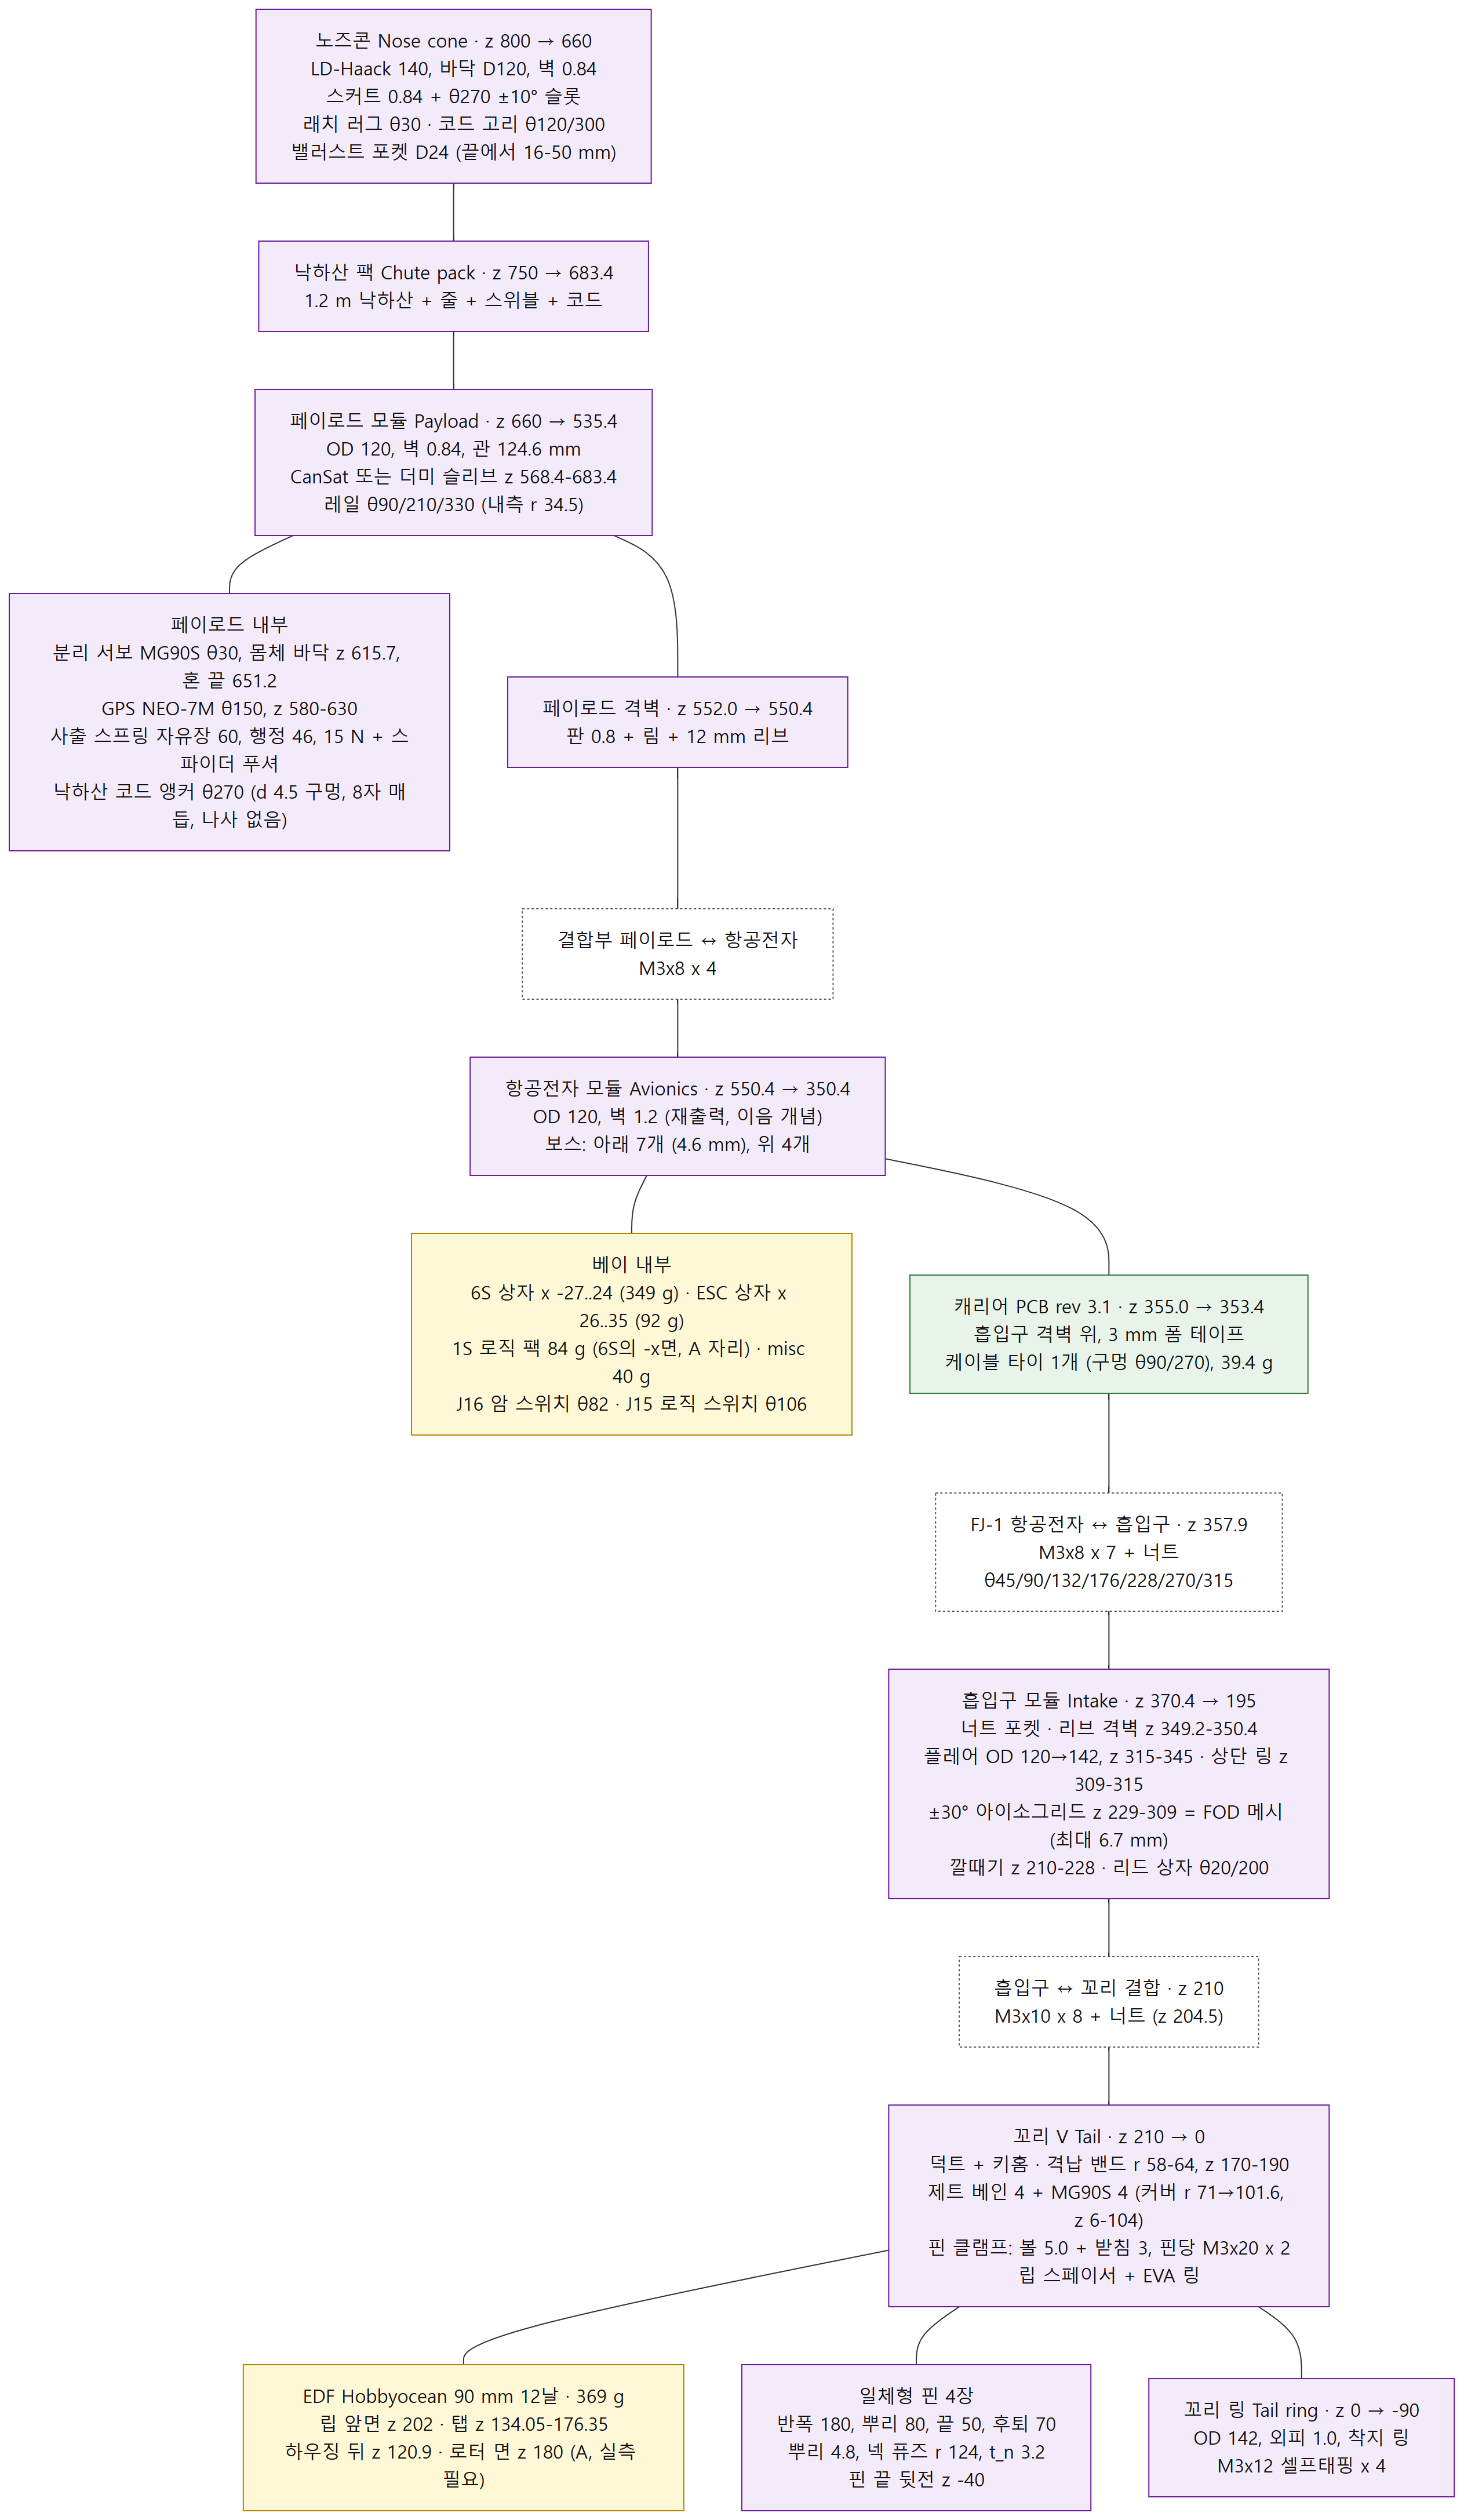 노즈콘 Nose cone · z 800 → 660
LD-Haack 140, 바닥 D120, 벽 0.84
스커트 0.84 + θ270 ±10° 슬롯
래치 러그 θ30 · 코드 고리 θ120/300
밸러스트 포켓 D24 (끝에서 16-50 mm)
낙하산 팩 Chute pack · z 750 → 683.4
1.2 m 낙하산 + 줄 + 스위블 + 코드
페이로드 모듈 Payload · z 660 → 535.4
OD 120, 벽 0.84, 관 124.6 mm
CanSat 또는 더미 슬리브 z 568.4-683.4
레일 θ90/210/330 (내측 r 34.5)
페이로드 내부
분리 서보 MG90S θ30, 몸체 바닥 z 615.7,
혼 끝 651.2
GPS NEO-7M θ150, z 580-630
사출 스프링 자유장 60, 행정 46, 15 N + 스
파이더 푸셔
낙하산 코드 앵커 θ270 (d 4.5 구멍, 8자 매
듭, 나사 없음)
페이로드 격벽 · z 552.0 → 550.4
판 0.8 + 림 + 12 mm 리브
결합부 페이로드 ↔ 항공전자
M3x8 x 4
항공전자 모듈 Avionics · z 550.4 → 350.4
OD 120, 벽 1.2 (재출력, 이음 개념)
보스: 아래 7개 (4.6 mm), 위 4개
베이 내부
6S 상자 x -27..24 (349 g) · ESC 상자 x
26..35 (92 g)
1S 로직 팩 84 g (6S의 -x면, A 자리) · misc
40 g
J16 암 스위치 θ82 · J15 로직 스위치 θ106
캐리어 PCB rev 3.1 · z 355.0 → 353.4
흡입구 격벽 위, 3 mm 폼 테이프
케이블 타이 1개 (구멍 θ90/270), 39.4 g
FJ-1 항공전자 ↔ 흡입구 · z 357.9
M3x8 x 7 + 너트
θ45/90/132/176/228/270/315
흡입구 모듈 Intake · z 370.4 → 195
너트 포켓 · 리브 격벽 z 349.2-350.4
플레어 OD 120→142, z 315-345 · 상단 링 z
309-315
±30° 아이소그리드 z 229-309 = FOD 메시
(최대 6.7 mm)
깔때기 z 210-228 · 리드 상자 θ20/200
흡입구 ↔ 꼬리 결합 · z 210
M3x10 x 8 + 너트 (z 204.5)
꼬리 V Tail · z 210 → 0
덕트 + 키홈 · 격납 밴드 r 58-64, z 170-190
제트 베인 4 + MG90S 4 (커버 r 71→101.6,
z 6-104)
핀 클램프: 볼 5.0 + 받침 3, 핀당 M3x20 x 2
립 스페이서 + EVA 링
EDF Hobbyocean 90 mm 12날 · 369 g
립 앞면 z 202 · 탭 z 134.05-176.35
하우징 뒤 z 120.9 · 로터 면 z 180 (A, 실측
필요)
일체형 핀 4장
반폭 180, 뿌리 80, 끝 50, 후퇴 70
뿌리 4.8, 넥 퓨즈 r 124, t_n 3.2
핀 끝 뒷전 z -40
꼬리 링 Tail ring · z 0 → -90
OD 142, 외피 1.0, 착지 링
M3x12 셀프태핑 x 4